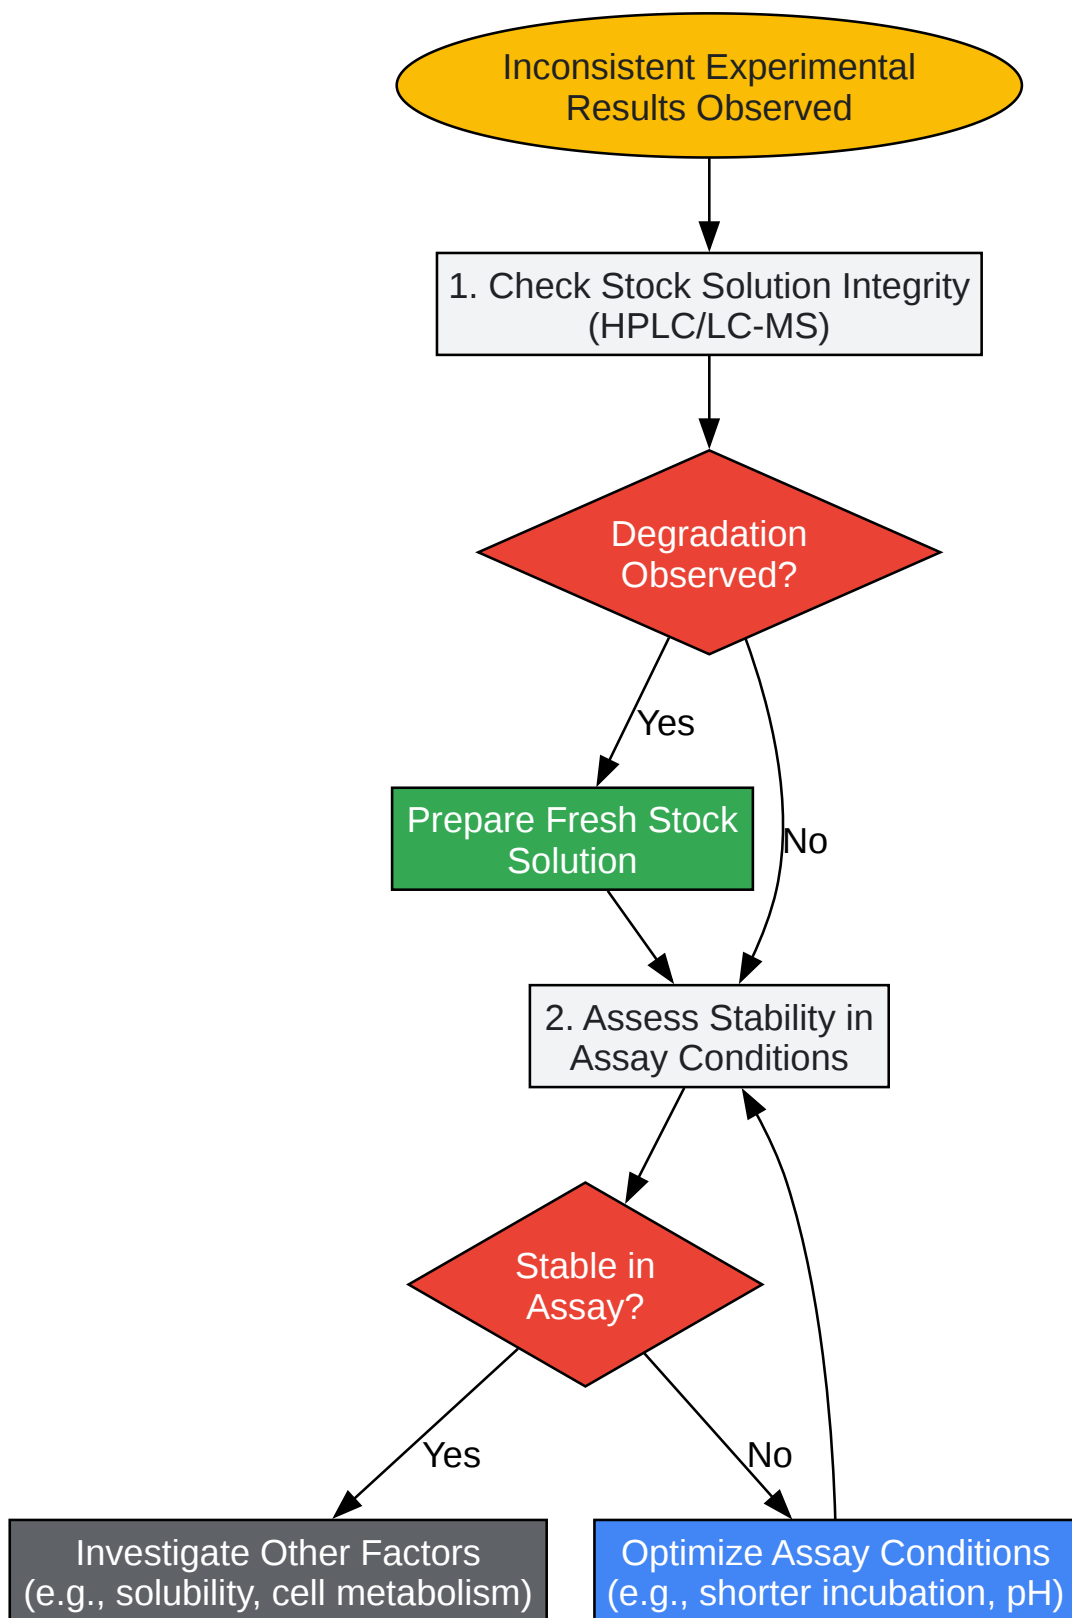 Inconsistent Experimental
Results Observed
1. Check Stock Solution Integrity
(HPLC/LC-MS)
Degradation
Observed?
Yes
Prepare Fresh Stock
Solution
No
2. Assess Stability in
Assay Conditions
Stable in
Assay?
Yes
No
Investigate Other Factors
(e.g., solubility, cell metabolism)
Optimize Assay Conditions
(e.g., shorter incubation, pH)